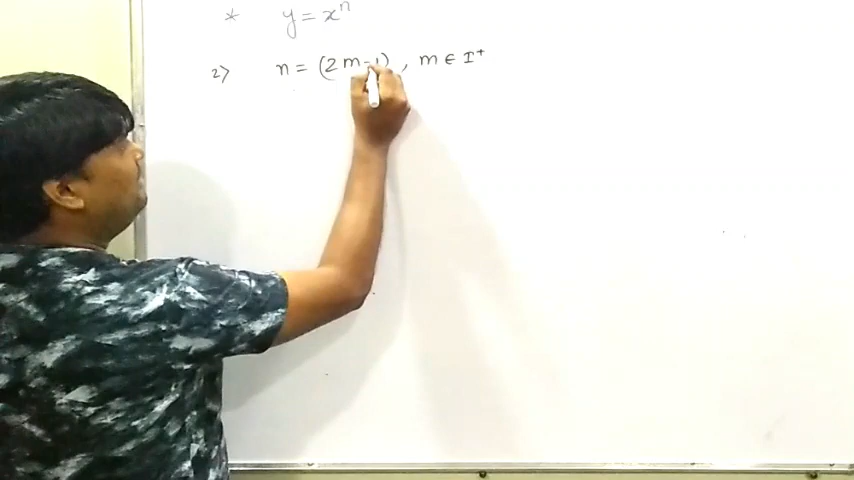 * y = xⁿ
2) n = (2m-1), m ∈ I⁺